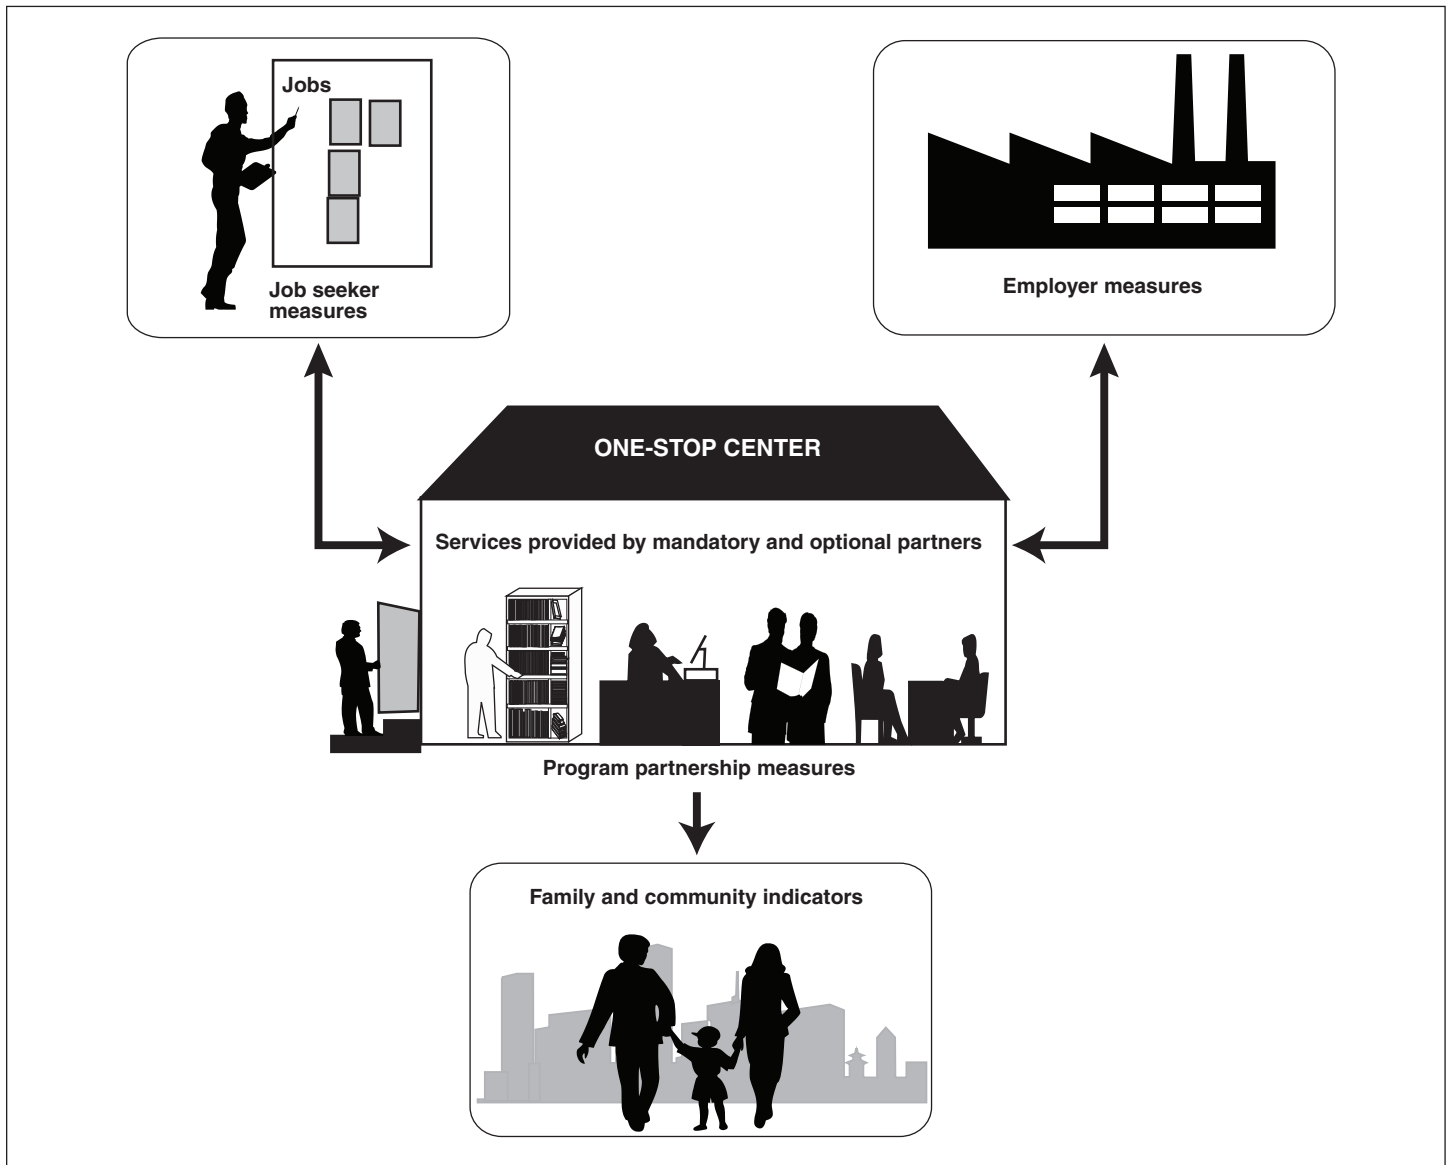 Jobs
Job seeker
measures
Employer measures
ONE-STOP CENTER
Services provided by mandatory and optional partners
Program partnership measures
Family and community indicators